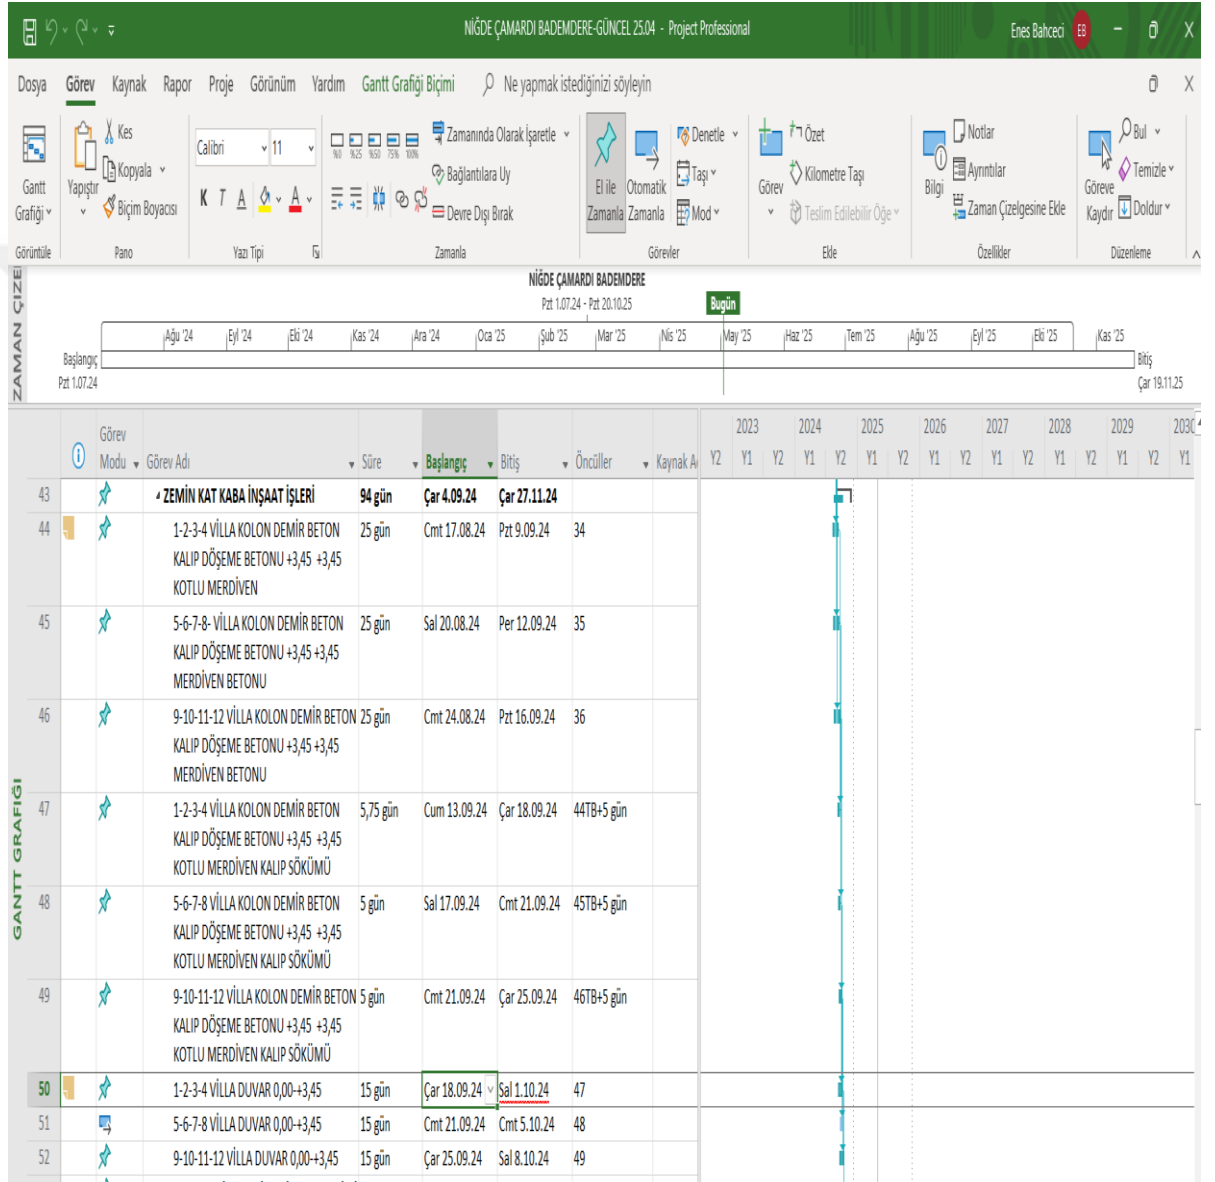 NİĞDE ÇAMARDI BADEMDERE-GÜNCEL 25.04 - Project Professional
Enes Bahceci EB
Dosya Görev Kaynak Rapor Proje Görünüm Yardım Gantt Grafiği Biçimi Ne yapmak istediğinizi söyleyin
Gantt Grafiği
Görüntüle
Yapıştır
Kes
Kopyala
Biçim Boyacısı
Pano
Calibri 11
K T A A
Yazı Tipi
%0 %25 %50 75% 100%
Zamanında Olarak İşaretle
Bağlantılara Uy
Devre Dışı Bırak
Zamanla
El ile Zamanla
Otomatik Zamanla
Denetle
Taşı
Mod
Görevler
Görev
Özet
Kilometre Taşı
Teslim Edilebilir Öğe
Ekle
Bilgi
Notlar
Ayrıntılar
Zaman Çizelgesine Ekle
Özellikler
Göreve Kaydır
Bul
Temizle
Doldur
Düzenleme
ZAMAN ÇIZE
NİĞDE ÇAMARDI BADEMDERE
Pzt 1.07.24 - Pzt 20.10.25
Bugün
Ağu '24 Eyl '24 Eki '24 Kas '24 Ara '24 Oca '25 Şub '25 Mar '25 Nis '25 May '25 Haz '25 Tem '25 Ağu '25 Eyl '25 Eki '25 Kas '25
Başlangıç
Pzt 1.07.24
Bitiş
Çar 19.11.25
GANTT GRAFIĞI
Görev Modu Görev Adı Süre Başlangıç Bitiş Öncüller Kaynak A
2023 2024 2025 2026 2027 2028 2029 2030
Y2 Y1 Y2 Y1 Y2 Y1 Y2 Y1 Y2 Y1 Y2 Y1 Y2 Y1 Y2 Y1
43 ZEMİN KAT KABA İNŞAAT İŞLERİ 94 gün Çar 4.09.24 Çar 27.11.24
44 1-2-3-4 VİLLA KOLON DEMİR BETON 25 gün Cmt 17.08.24 Pzt 9.09.24 34
KALIP DÖŞEME BETONU +3,45 +3,45
KOTLU MERDİVEN
45 5-6-7-8- VİLLA KOLON DEMİR BETON 25 gün Sal 20.08.24 Per 12.09.24 35
KALIP DÖŞEME BETONU +3,45 +3,45
MERDİVEN BETONU
46 9-10-11-12 VİLLA KOLON DEMİR BETON 25 gün Cmt 24.08.24 Pzt 16.09.24 36
KALIP DÖŞEME BETONU +3,45 +3,45
MERDİVEN BETONU
47 1-2-3-4 VİLLA KOLON DEMİR BETON 5,75 gün Cum 13.09.24 Çar 18.09.24 44TB+5 gün
KALIP DÖŞEME BETONU +3,45 +3,45
KOTLU MERDİVEN KALIP SÖKÜMÜ
48 5-6-7-8 VİLLA KOLON DEMİR BETON 5 gün Sal 17.09.24 Cmt 21.09.24 45TB+5 gün
KALIP DÖŞEME BETONU +3,45 +3,45
KOTLU MERDİVEN KALIP SÖKÜMÜ
49 9-10-11-12 VİLLA KOLON DEMİR BETON 5 gün Cmt 21.09.24 Çar 25.09.24 46TB+5 gün
KALIP DÖŞEME BETONU +3,45 +3,45
KOTLU MERDİVEN KALIP SÖKÜMÜ
50 1-2-3-4 VİLLA DUVAR 0,00-+3,45 15 gün Çar 18.09.24 Sal 1.10.24 47
51 5-6-7-8 VİLLA DUVAR 0,00-+3,45 15 gün Cmt 21.09.24 Cmt 5.10.24 48
52 9-10-11-12 VİLLA DUVAR 0,00-+3,45 15 gün Çar 25.09.24 Sal 8.10.24 49